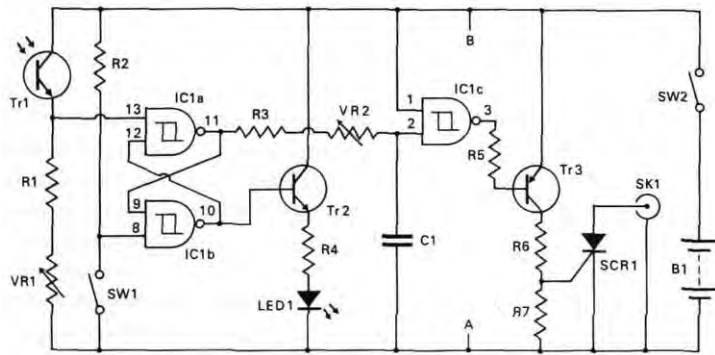 B
R2
Tr1
IC1a
13
12
11
R3
VR2
1
2
IC1c
3
SW2
R5
R1
Tr3
SK1
9
8
10
Tr2
IC1b
C1
R6
SCR1
B1
VR1
SW1
R4
LED1
R7
A